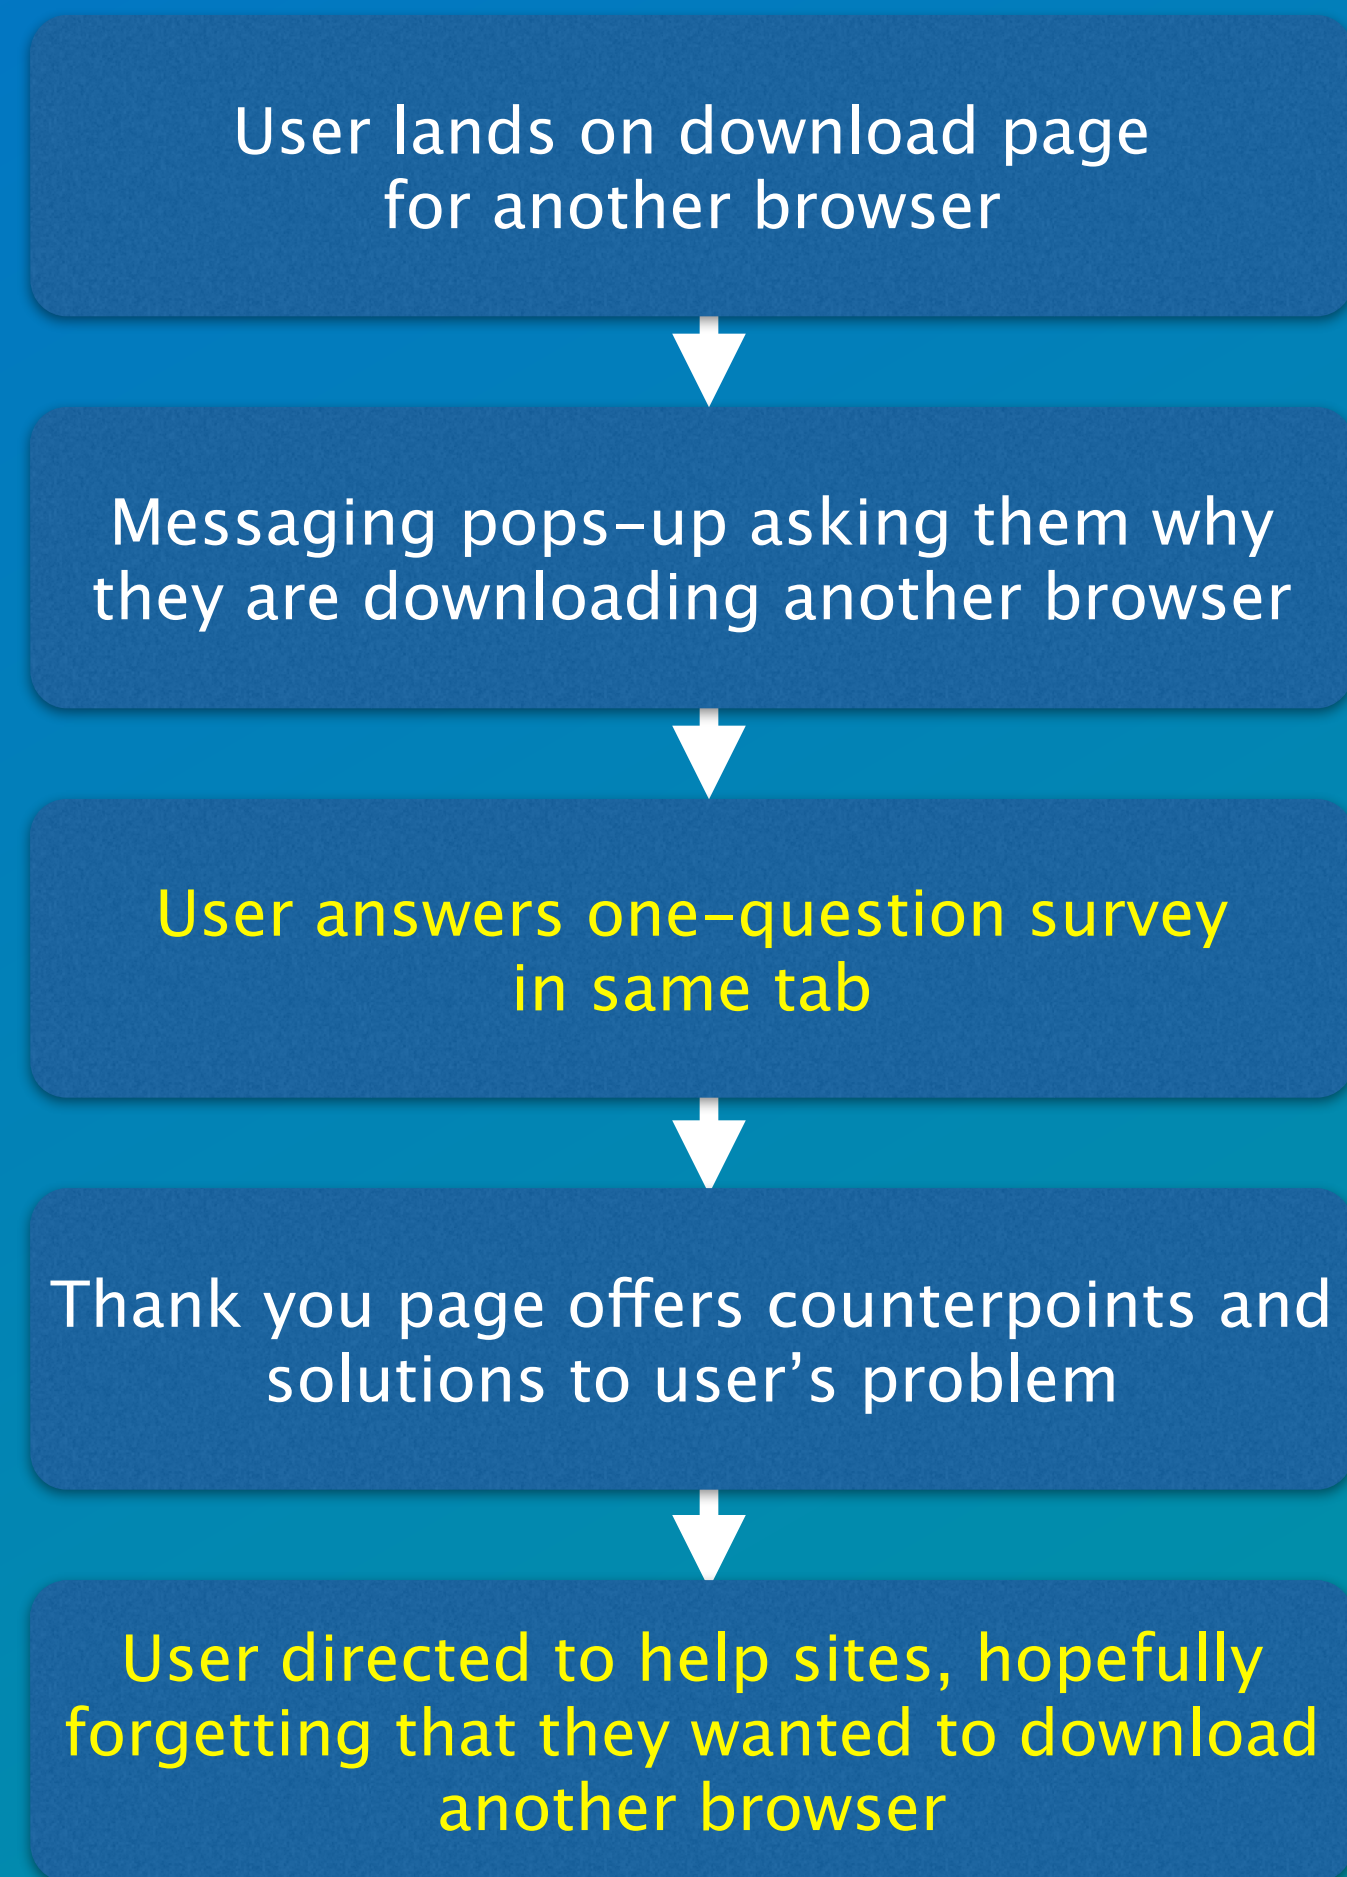 User lands on download page
for another browser
Messaging pops-up asking them why
they are downloading another browser
User answers one-question survey
in same tab
Thank you page offers counterpoints and
solutions to user’s problem
User directed to help sites, hopefully
forgetting that they wanted to download
another browser